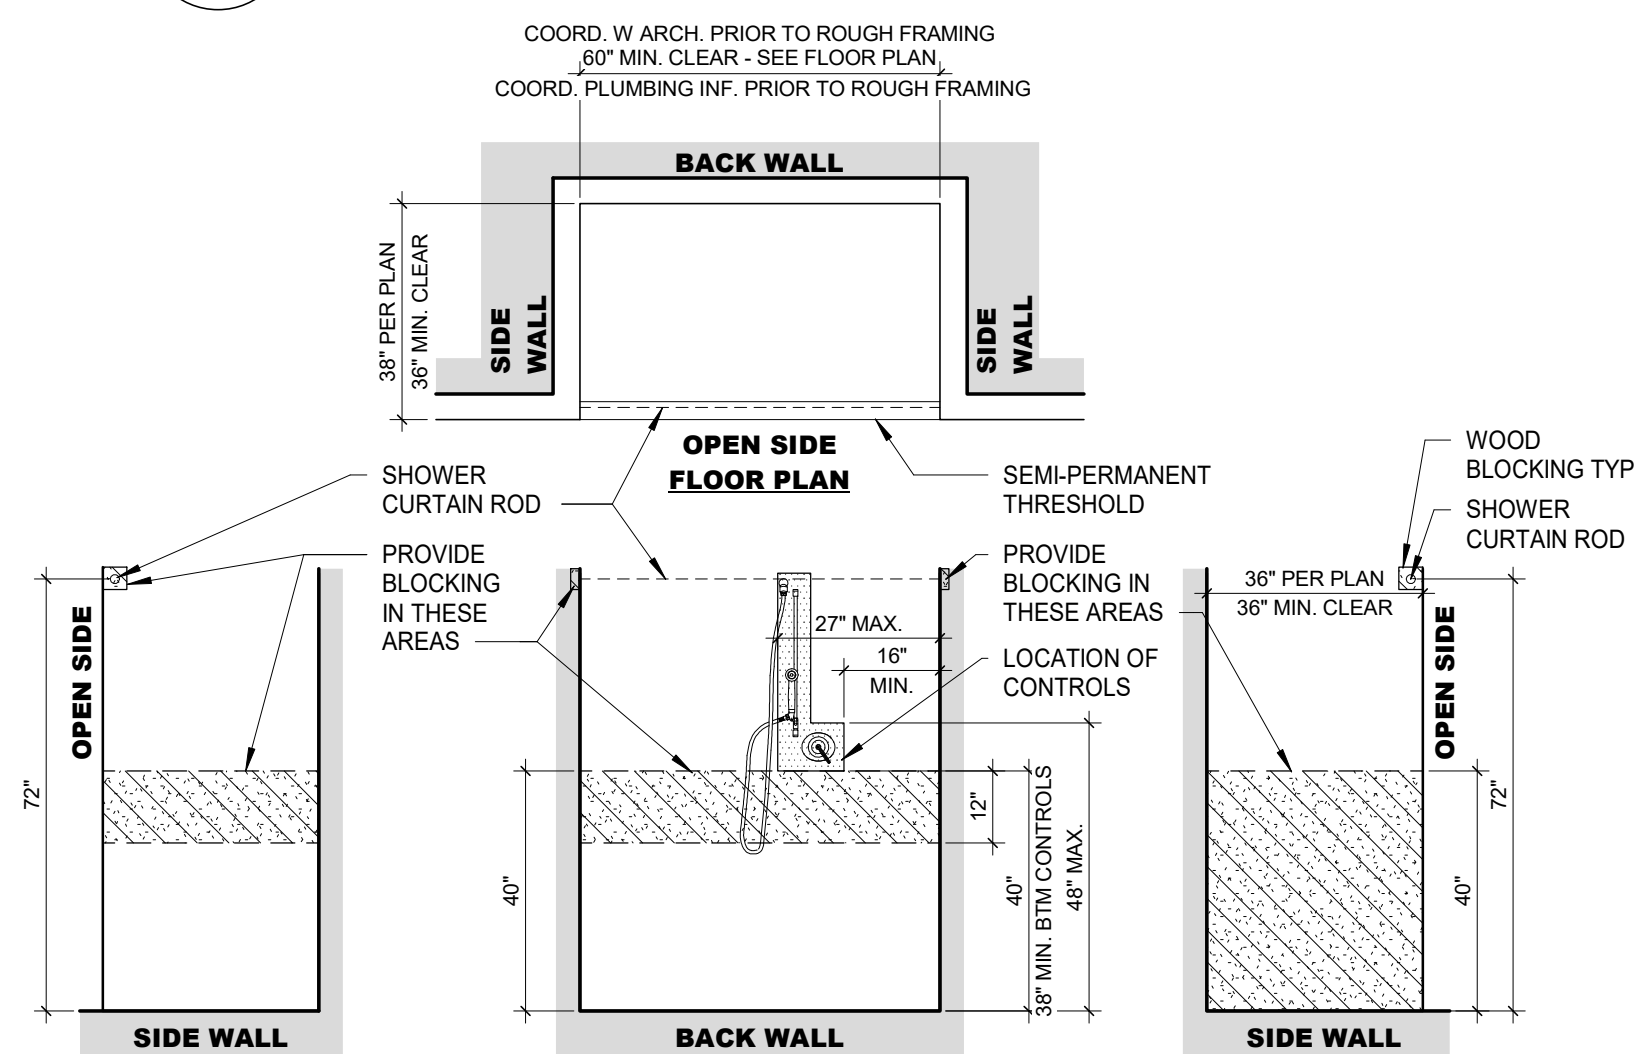 COORD. W ARCH. PRIOR TO ROUGH FRAMING
60" MIN. CLEAR - SEE FLOOR PLAN
COORD. PLUMBING INF. PRIOR TO ROUGH FRAMING
BACK WALL
38" PER PLAN
36" MIN. CLEAR
SIDE
WALL
SIDE
WALL
OPEN SIDE
FLOOR PLAN
SHOWER
CURTAIN ROD
SEMI-PERMANENT
THRESHOLD
WOOD
BLOCKING TYP
SHOWER
CURTAIN ROD
PROVIDE
BLOCKING
IN THESE
AREAS
PROVIDE
BLOCKING IN
THESE AREAS
LOCATION OF
CONTROLS
OPEN SIDE
72"
SIDE WALL
27" MAX.
16"
MIN.
40"
12"
40"
38" MIN. BTM CONTROLS
48" MAX.
BACK WALL
36" PER PLAN
36" MIN. CLEAR
OPEN SIDE
40"
72"
SIDE WALL